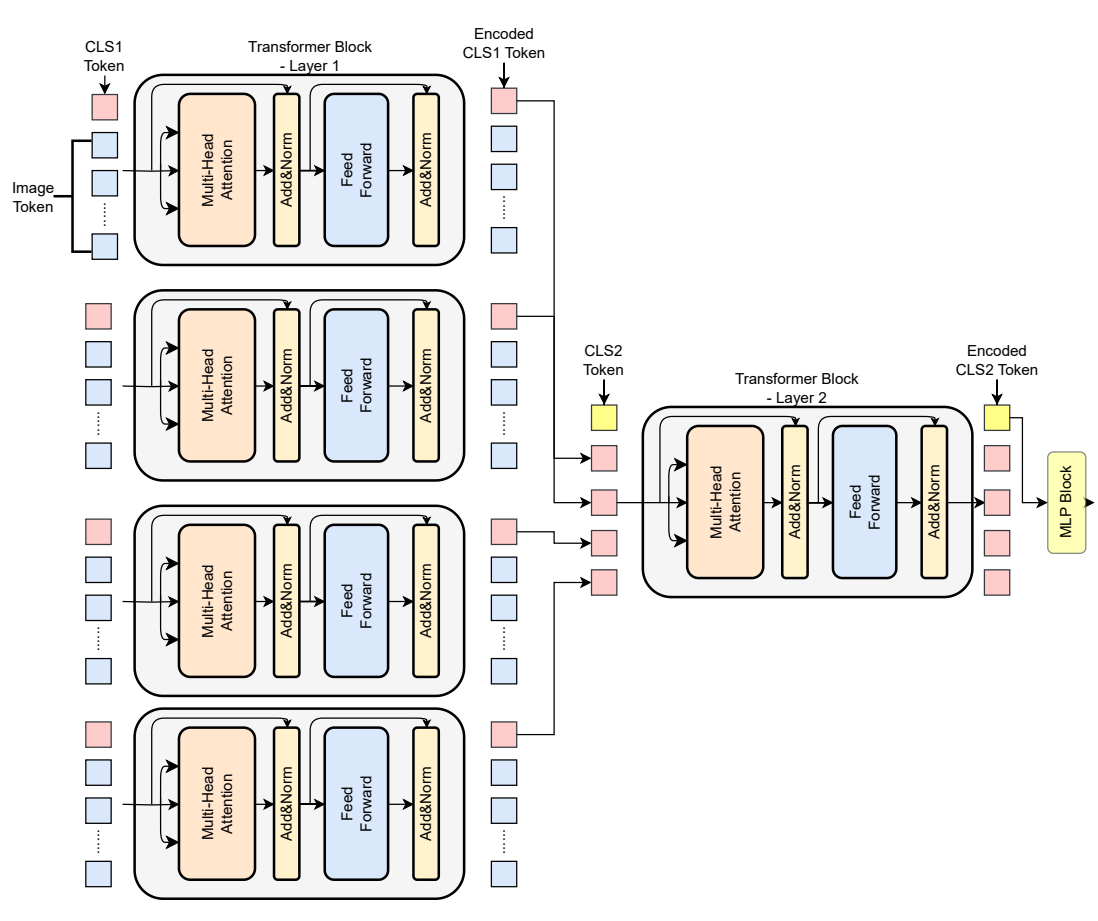 CLS1
Token
Transformer Block
- Layer 1
Encoded
CLS1 Token
Image
Token
Multi-Head
Attention
Add&Norm
Feed
Forward
Add&Norm
Multi-Head
Attention
Add&Norm
Feed
Forward
Add&Norm
CLS2
Token
Transformer Block
- Layer 2
Encoded
CLS2 Token
Multi-Head
Attention
Add&Norm
Feed
Forward
Add&Norm
MLP Block
Multi-Head
Attention
Add&Norm
Feed
Forward
Add&Norm
Multi-Head
Attention
Add&Norm
Feed
Forward
Add&Norm